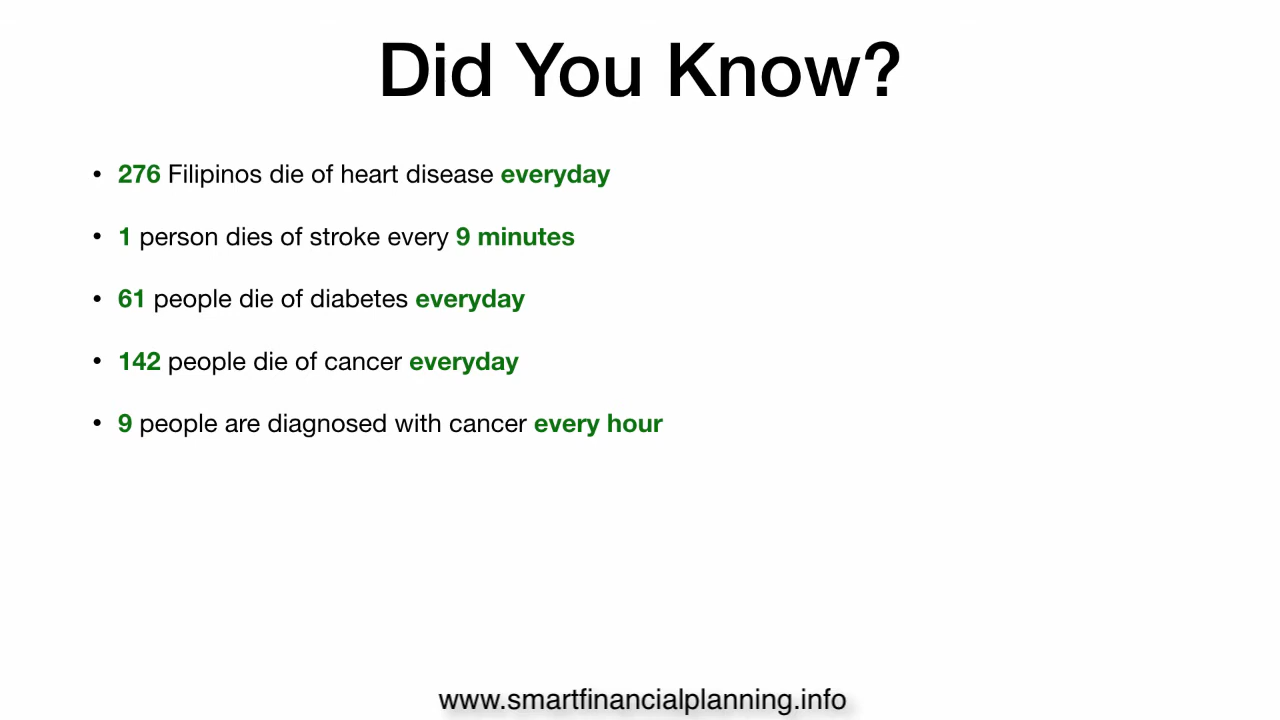 Did You Know?
• 276 Filipinos die of heart disease everyday
• 1 person dies of stroke every 9 minutes
• 61 people die of diabetes everyday
• 142 people die of cancer everyday
• 9 people are diagnosed with cancer every hour
www.smartfinancialplanning.info